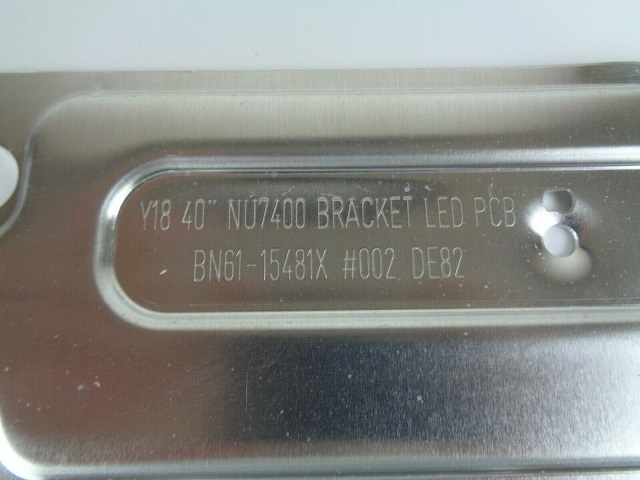 Y18 40" NU7400 BRACKET LED PCB
BN61-15481X #002 DE82